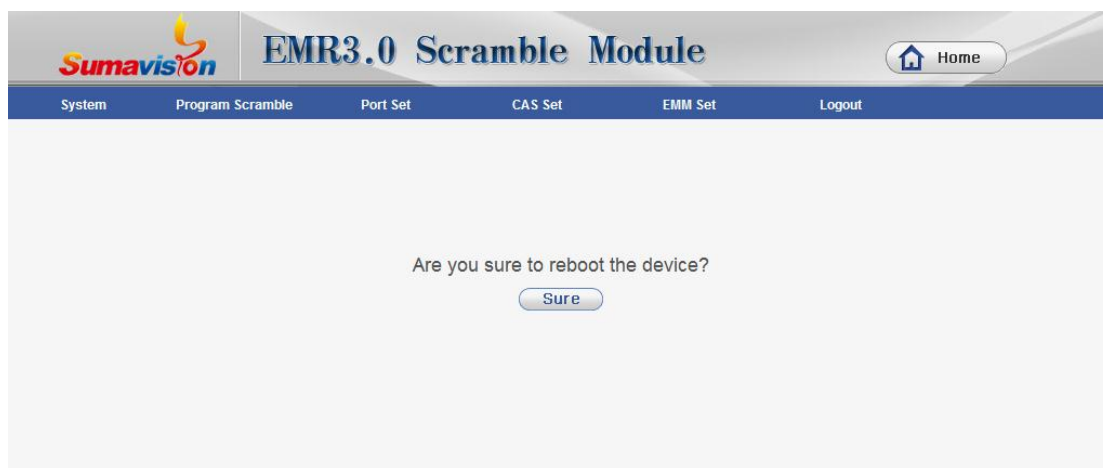 Sumavision
EMR3.0 Scramble Module
Home
System Program Scramble Port Set CAS Set EMM Set Logout
Are you sure to reboot the device?
Sure